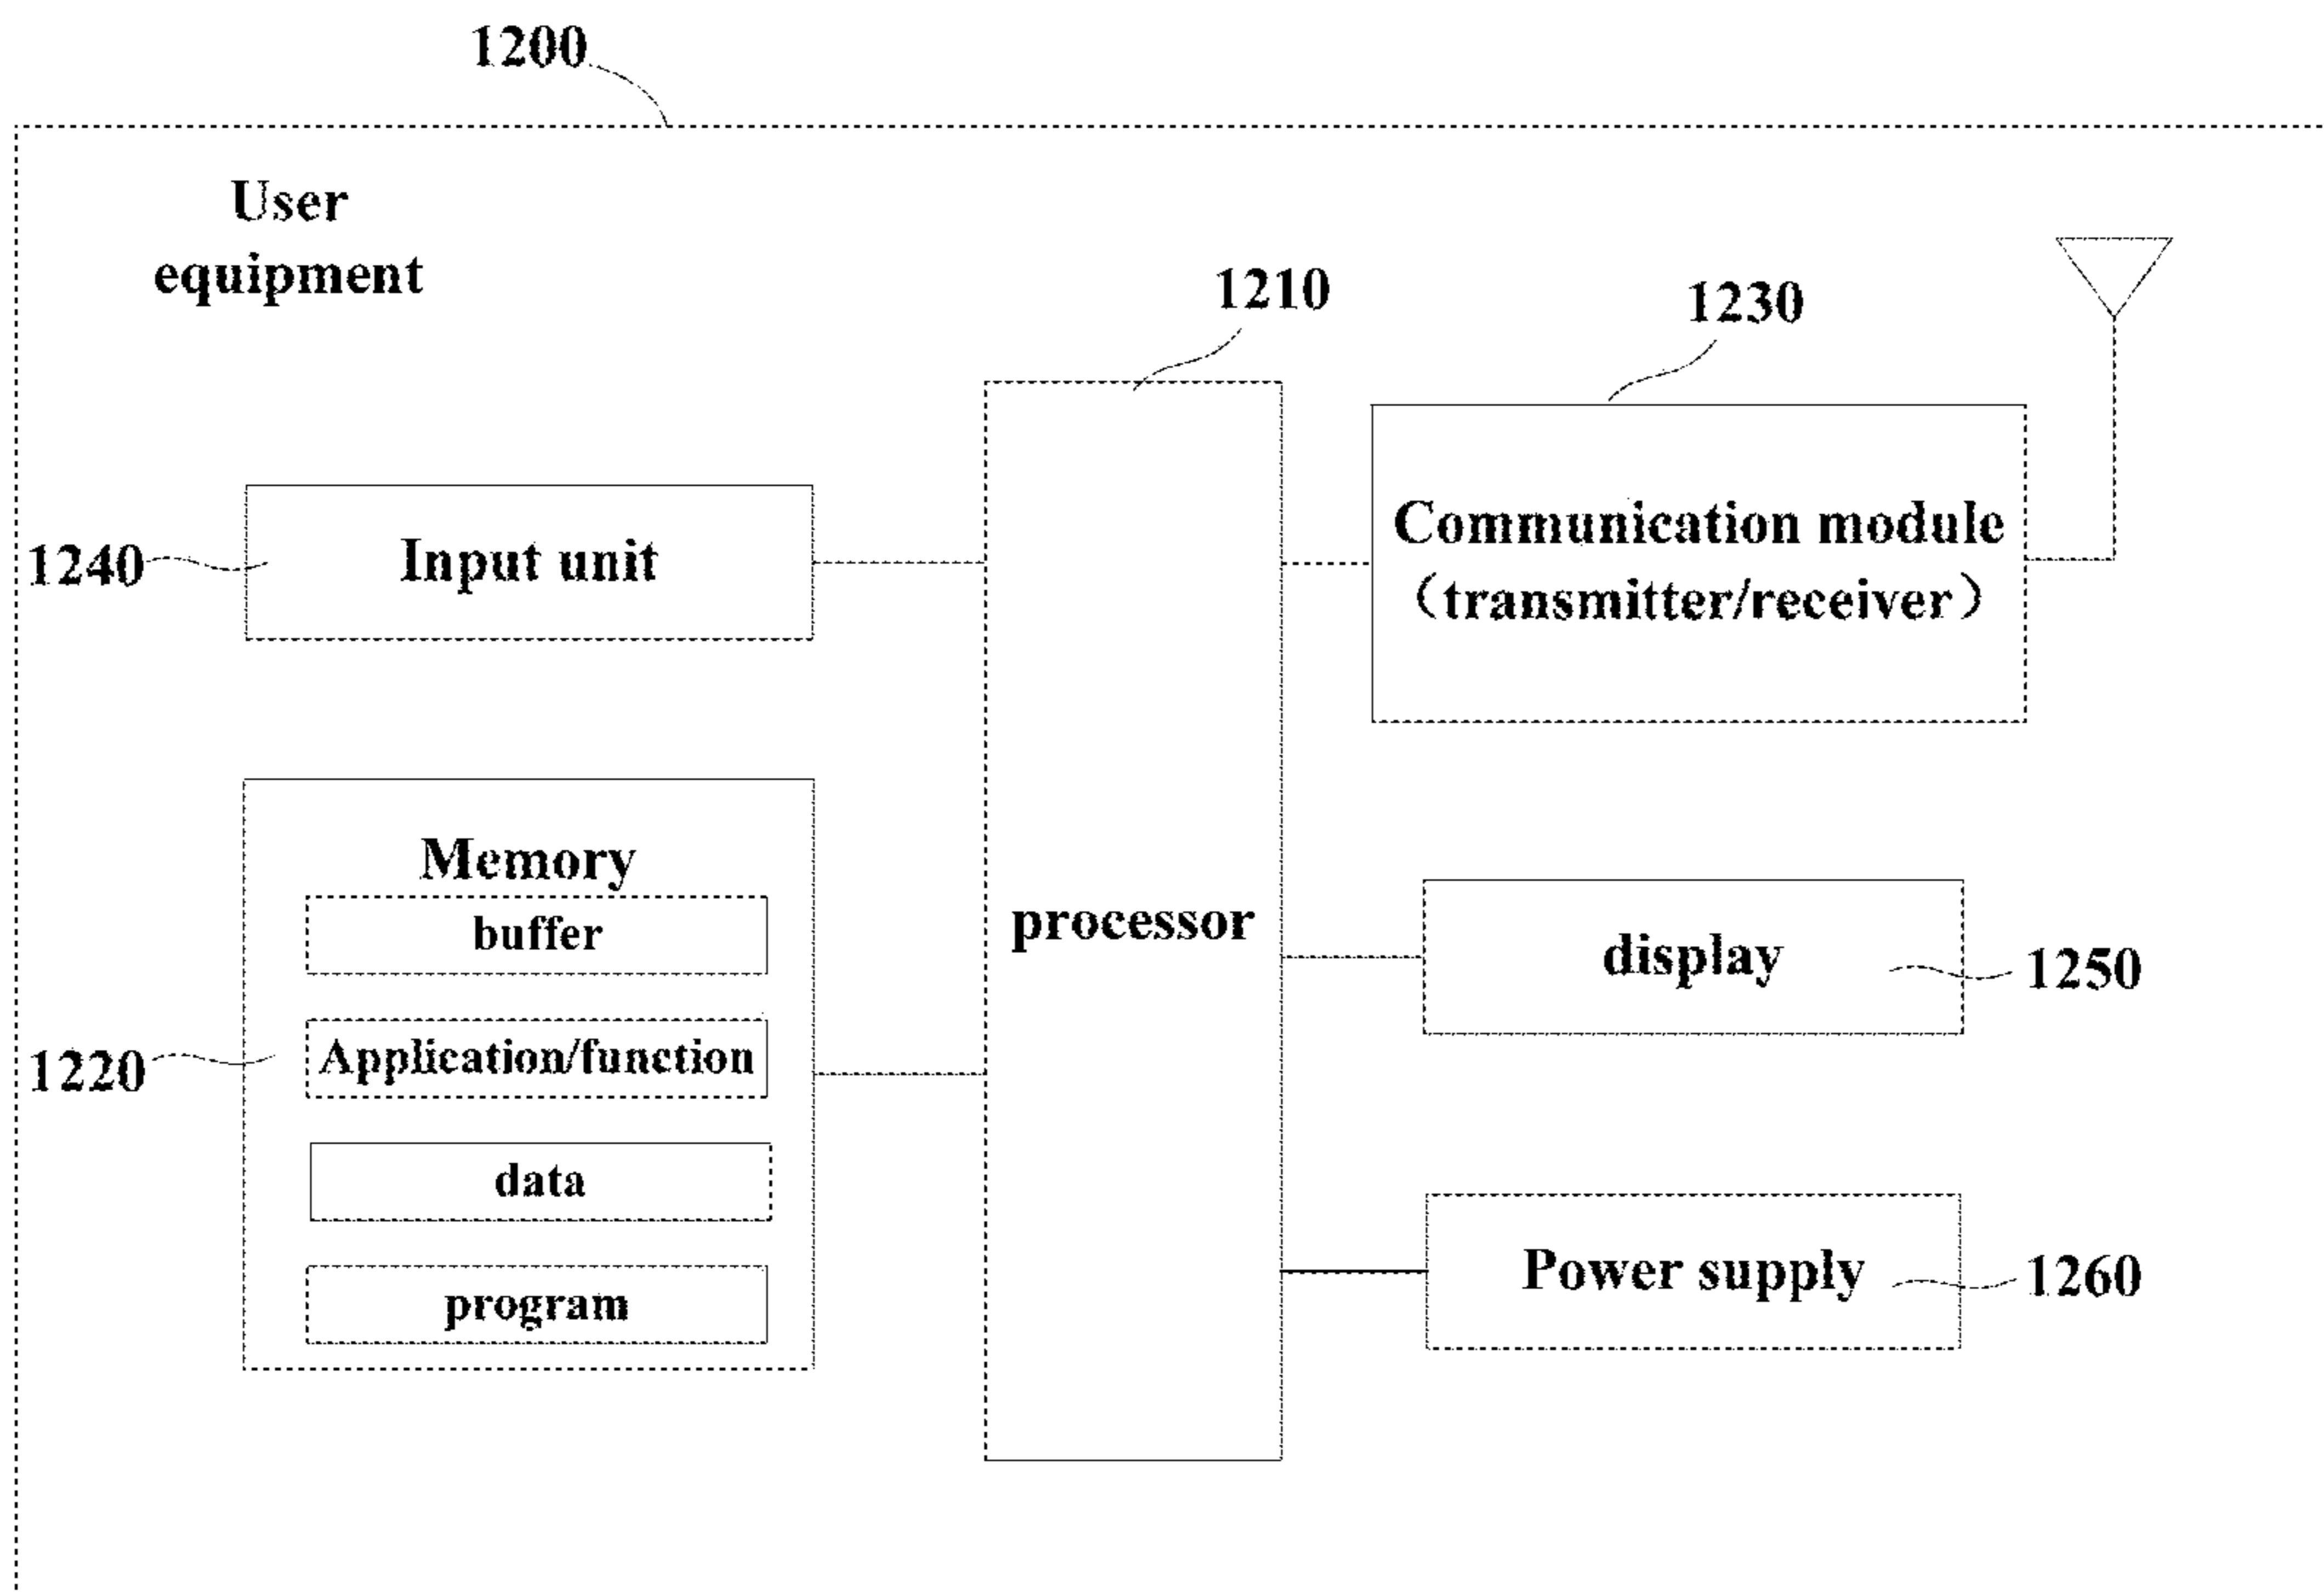 1200
User
equipment
1210
1230
1240
Input unit
Communication module
（transmitter/receiver）
Memory
buffer
Application/function
data
program
1220
processor
display
1250
Power supply
1260